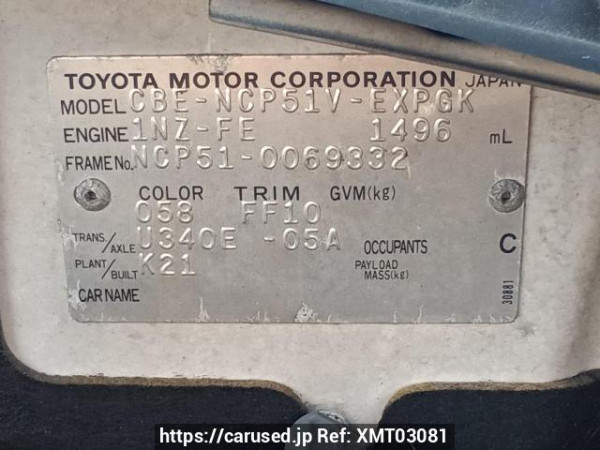 TOYOTA MOTOR CORPORATION JAPAN
MODEL CBE-NCP51V-EXPGK
ENGINE 1NZ-FE 1496 mL
FRAME No. NCP51-0069332
COLOR TRIM GVM(kg)
058 FF10
TRANS./AXLE U340E -05A OCCUPANTS C
PLANT/BUILT K21 PAYLOAD MASS(kg)
CAR NAME
30881
https://carused.jp Ref: XMT03081